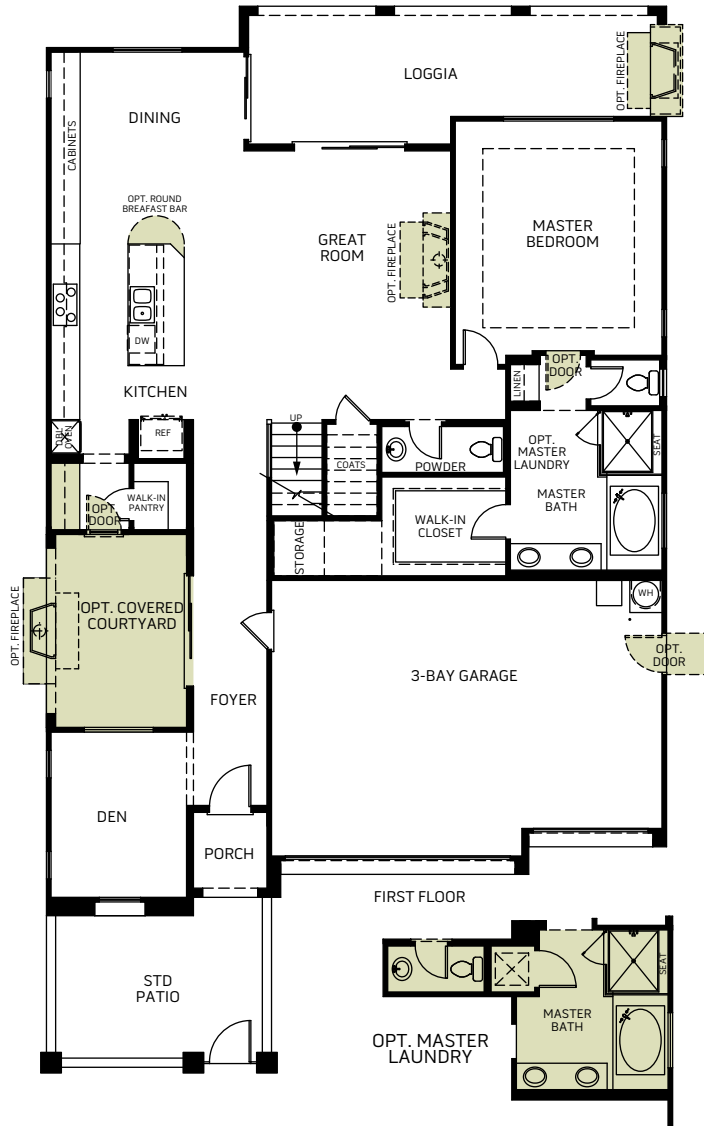 LOGGIA
OPT. FIREPLACE
DINING
CABINETS
OPT. ROUND
BREAFAST BAR
GREAT
ROOM
OPT. FIREPLACE
MASTER
BEDROOM
DW
KITCHEN
OPT.
DOOR
LINEN
UP
DBL
OVEN
REF
COATS
POWDER
OPT.
MASTER
LAUNDRY
SEAT
MASTER
BATH
WALK-IN
PANTRY
OPT
DOOR
WALK-IN
CLOSET
STORAGE
WH
OPT. FIREPLACE
OPT. COVERED
COURTYARD
OPT.
DOOR
3-BAY GARAGE
FOYER
DEN
PORCH
FIRST FLOOR
STD
PATIO
SEAT
MASTER
BATH
OPT. MASTER
LAUNDRY